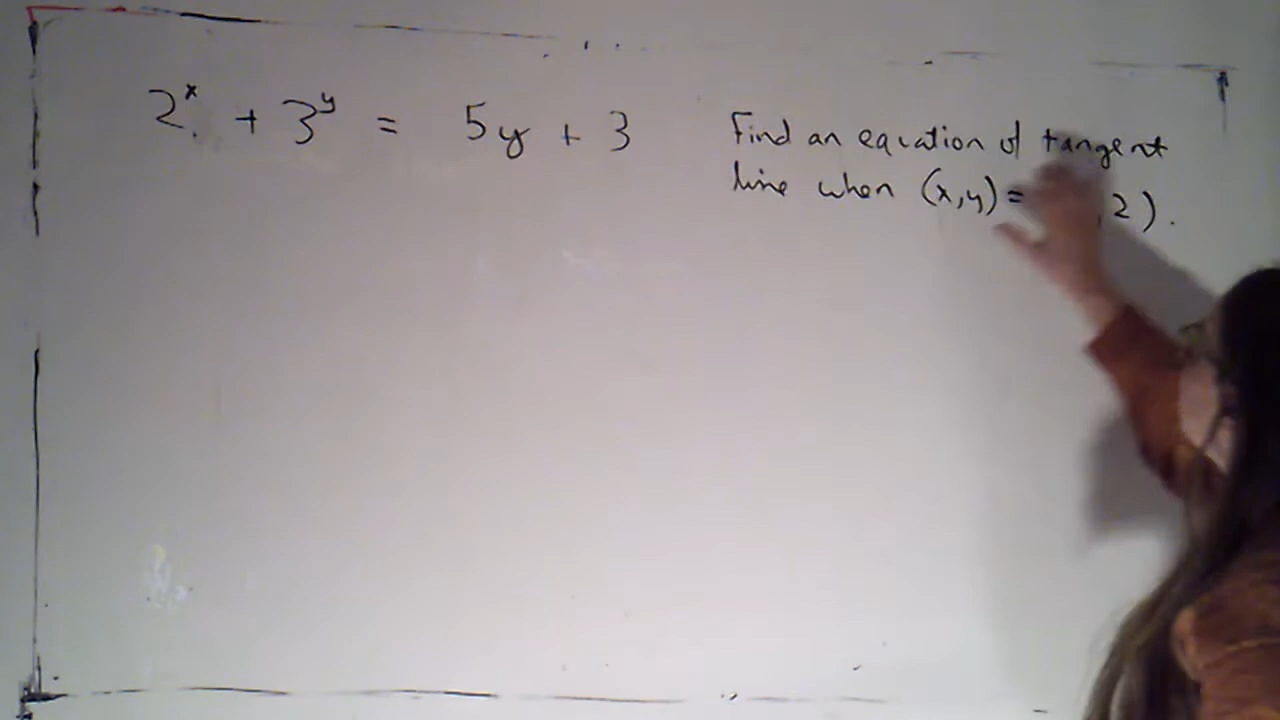 2^x + 3^y = 5y + 3
Find an equation of tangent
line when (x,y)= ,2).